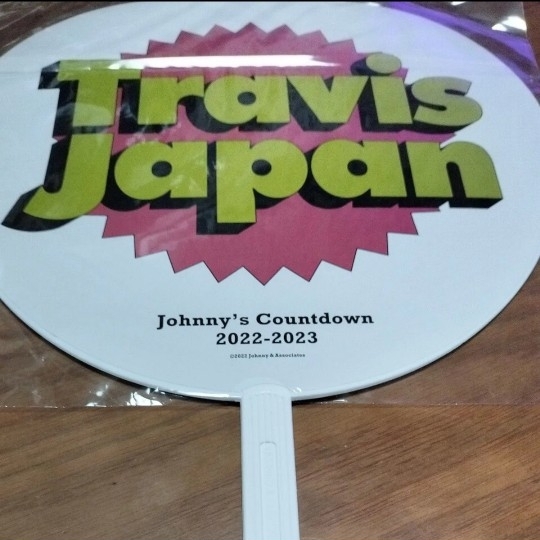 Travis
Japan
Johnny's Countdown
2022-2023
©2022 Johnny & Associates